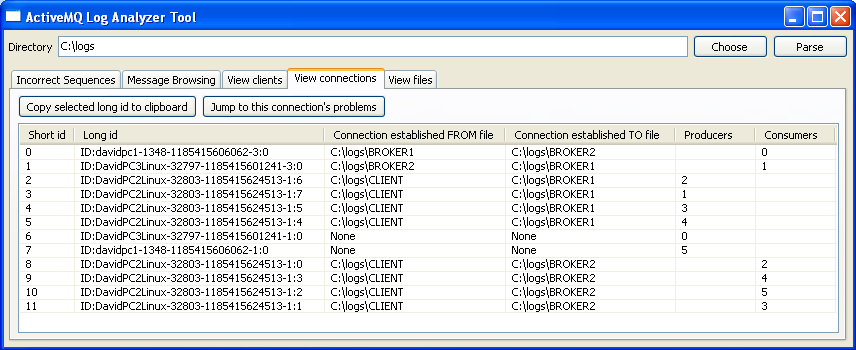 ActiveMQ Log Analyzer Tool
Directory C:\logs Choose Parse
Incorrect Sequences Message Browsing View clients View connections View files
Copy selected long id to clipboard Jump to this connection's problems
Short id Long id Connection established FROM file Connection established TO file Producers Consumers
0 ID:davidpc1-1348-1185415606062-3:0 C:\logs\BROKER1 C:\logs\BROKER2 0
1 ID:DavidPC3Linux-32797-1185415601241-3:0 C:\logs\BROKER2 C:\logs\BROKER1 1
2 ID:DavidPC2Linux-32803-1185415624513-1:6 C:\logs\CLIENT C:\logs\BROKER1 2
3 ID:DavidPC2Linux-32803-1185415624513-1:7 C:\logs\CLIENT C:\logs\BROKER1 1
4 ID:DavidPC2Linux-32803-1185415624513-1:5 C:\logs\CLIENT C:\logs\BROKER1 3
5 ID:DavidPC2Linux-32803-1185415624513-1:4 C:\logs\CLIENT C:\logs\BROKER1 4
6 ID:DavidPC3Linux-32797-1185415601241-1:0 None None 0
7 ID:davidpc1-1348-1185415606062-1:0 None None 5
8 ID:DavidPC2Linux-32803-1185415624513-1:0 C:\logs\CLIENT C:\logs\BROKER2 2
9 ID:DavidPC2Linux-32803-1185415624513-1:3 C:\logs\CLIENT C:\logs\BROKER2 4
10 ID:DavidPC2Linux-32803-1185415624513-1:2 C:\logs\CLIENT C:\logs\BROKER2 5
11 ID:DavidPC2Linux-32803-1185415624513-1:1 C:\logs\CLIENT C:\logs\BROKER2 3